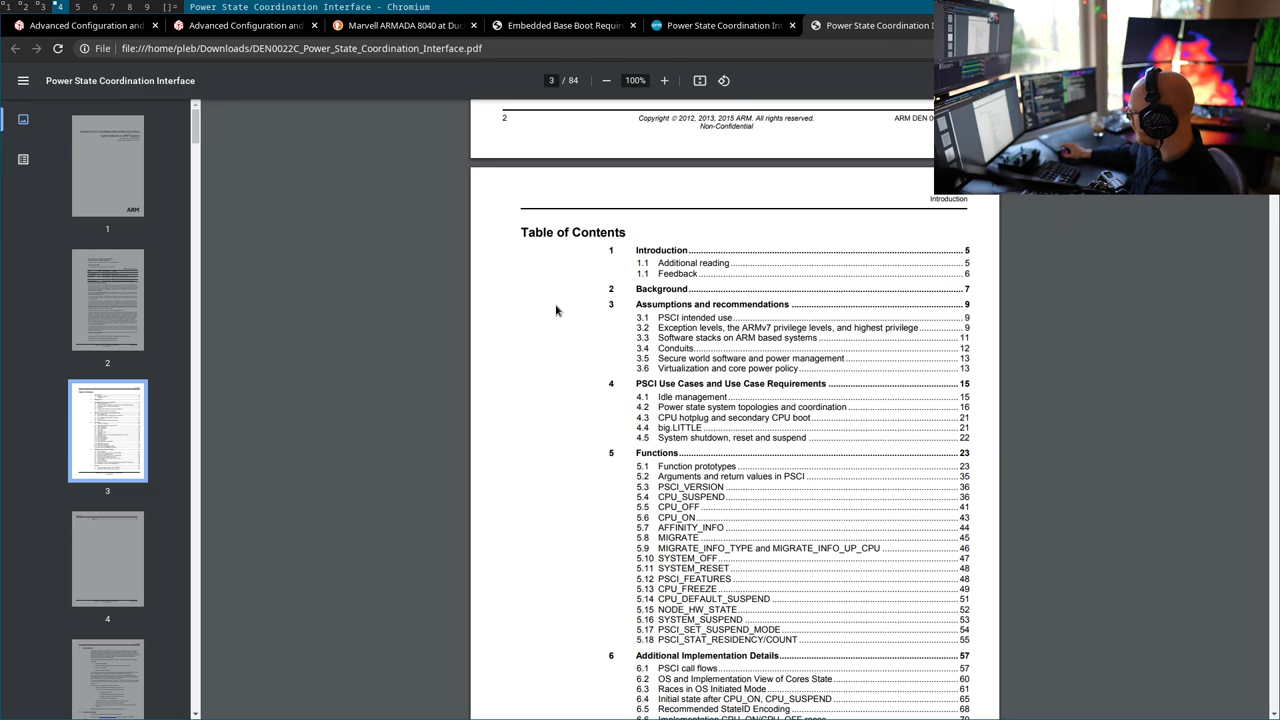 1 2 3 4 5 6 7 8 9 []= Power State Coordination Interface - Chromium
Advanced Configuration and
Advanced Co
Marvell ARMADA 8040 at Du
Embedded Base Boot Require
Power State Coordination Int
Power State Coordination I
Power State Coordination Interface
/ 84
100%
1
2
3
4
ARM
2
Copyright © 2012, 2013, 2015 ARM. All rights reserved.
Non-Confidential
ARM DEN 00
Introduction
Table of Contents
1 Introduction 5
1.1 Additional reading 5
1.1 Feedback 6
2 Background 7
3 Assumptions and recommendations 9
3.1 PSCI intended use 9
3.2 Exception levels, the ARMv7 privilege levels, and highest privilege 9
3.3 Software stacks on ARM based systems 11
3.4 Conduits 12
3.5 Secure world software and power management 13
3.6 Virtualization and core power policy 13
4 PSCI Use Cases and Use Case Requirements 15
4.1 Idle management 15
4.2 Power state system topologies and coordination 16
4.3 CPU hotplug and secondary CPU boot 21
4.4 big.LITTLE 21
4.5 System shutdown, reset and suspend 22
5 Functions 23
5.1 Function prototypes 23
5.2 Arguments and return values in PSCI 35
5.3 PSCI_VERSION 36
5.4 CPU_SUSPEND 36
5.5 CPU_OFF 41
5.6 CPU_ON 43
5.7 AFFINITY_INFO 44
5.8 MIGRATE 45
5.9 MIGRATE_INFO_TYPE and MIGRATE_INFO_UP_CPU 46
5.10 SYSTEM_OFF 47
5.11 SYSTEM_RESET 48
5.12 PSCI_FEATURES 48
5.13 CPU_FREEZE 49
5.14 CPU_DEFAULT_SUSPEND 51
5.15 NODE_HW_STATE 52
5.16 SYSTEM_SUSPEND 53
5.17 PSCI_SET_SUSPEND_MODE 54
5.18 PSCI_STAT_RESIDENCY/COUNT 55
6 Additional Implementation Details 57
6.1 PSCI call flows 57
6.2 OS and Implementation View of Cores State 60
6.3 Races in OS Initiated Mode 61
6.4 Initial state after CPU_ON, CPU_SUSPEND 65
6.5 Recommended StateID Encoding 68